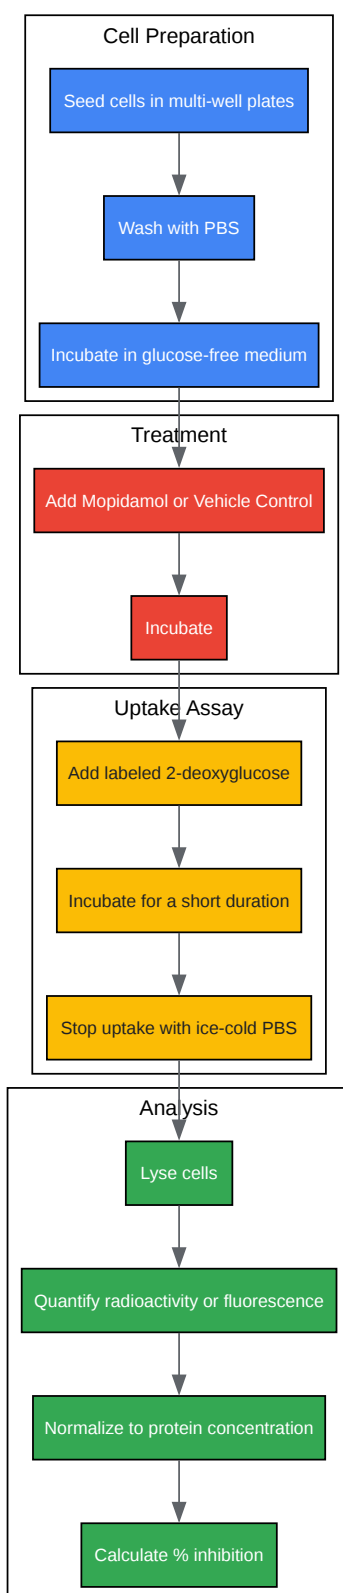 Cell Preparation
Seed cells in multi-well plates
Wash with PBS
Incubate in glucose-free medium
Treatment
Add Mopidamol or Vehicle Control
Incubate
Uptake Assay
Add labeled 2-deoxyglucose
Incubate for a short duration
Stop uptake with ice-cold PBS
Analysis
Lyse cells
Quantify radioactivity or fluorescence
Normalize to protein concentration
Calculate % inhibition